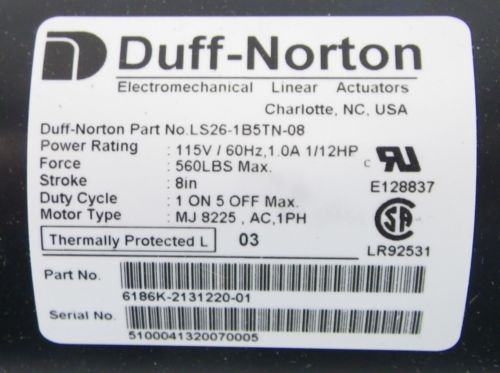 Duff-Norton
Electromechanical Linear Actuators
Charlotte, NC, USA
Duff-Norton Part No.LS26-1B5TN-08
Power Rating : 115V / 60Hz,1.0A 1/12HP
Force : 560LBS Max.
Stroke : 8in
Duty Cycle : 1 ON 5 OFF Max.
Motor Type : MJ 8225 , AC,1PH
Thermally Protected L 03
c RU
E128837
SA
LR92531
Part No.
6186K-2131220-01
Serial No.
5100041320070005